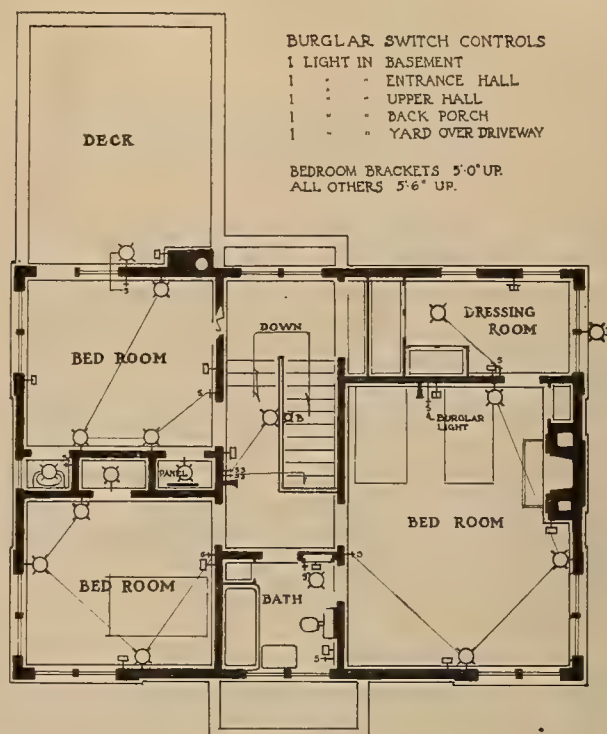 BURGLAR SWITCH CONTROLS
1 LIGHT IN BASEMENT
1 " " ENTRANCE HALL
1 " " UPPER HALL
1 " " BACK PORCH
1 " " YARD OVER DRIVEWAY
BEDROOM BRACKETS 5'-0" UP.
ALL OTHERS 5'-6" UP.
DECK
DOWN
DRESSING
ROOM
BED ROOM
S
S
B
BURGLAR
LIGHT
PANEL
S
BED ROOM
BED ROOM
BATH
S
S
S